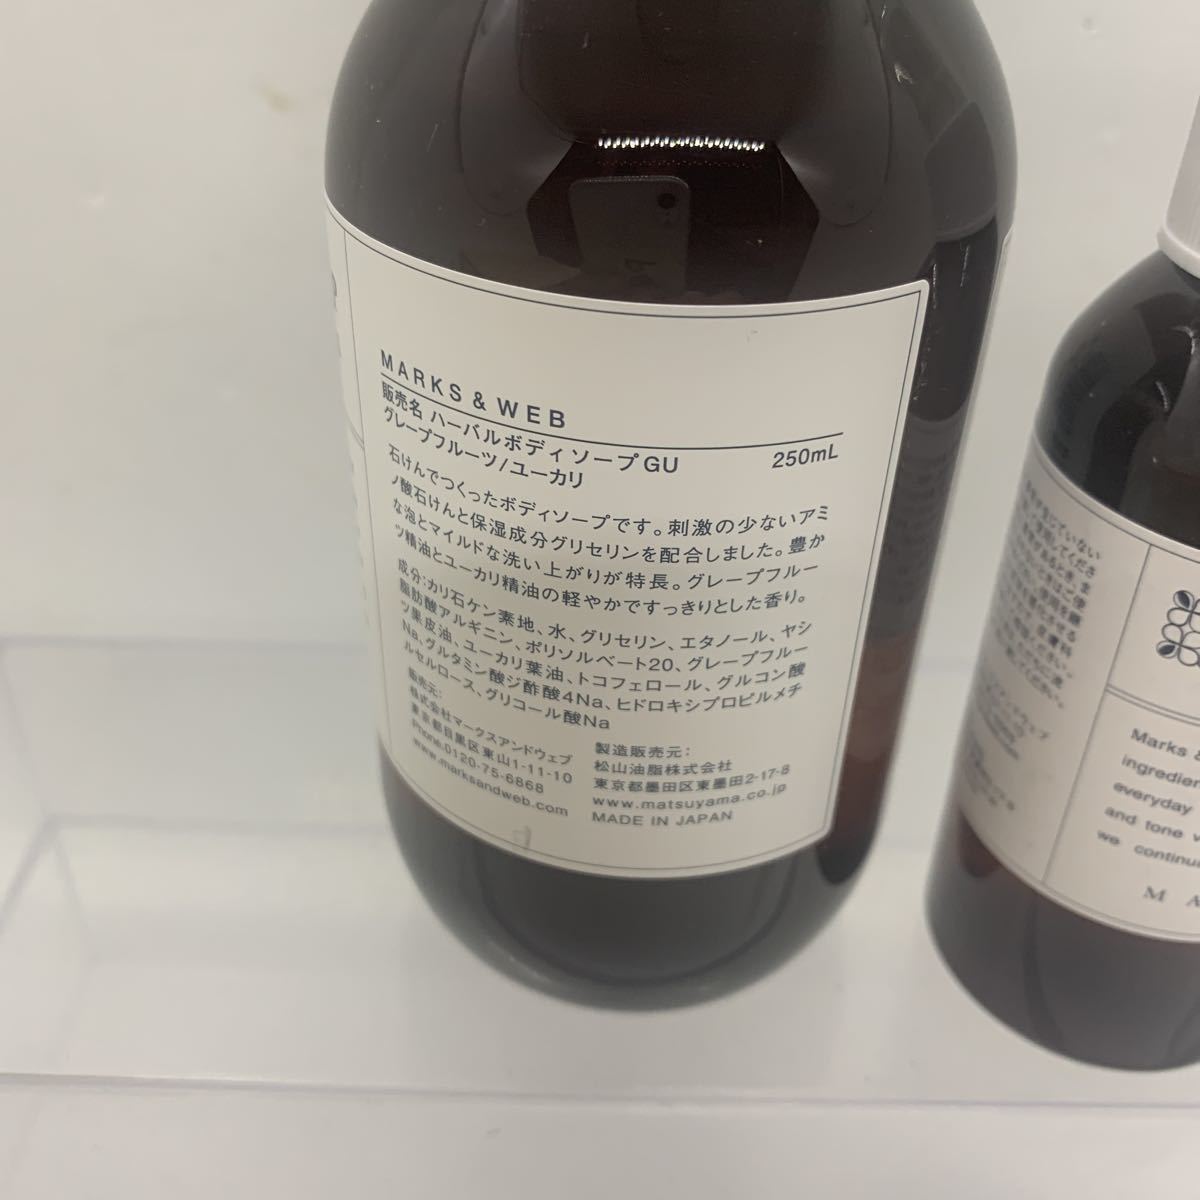 MARKS & WEB
販売名 ハーバルボディソープGU 250mL
グレープフルーツ/ユーカリ
石けんでつくったボディソープです。刺激の少ないアミ
ノ酸石けんと保湿成分グリセリンを配合しました。豊か
な泡とマイルドな洗い上がりが特長。グレープフルー
ツ精油とユーカリ精油の軽やかですっきりとした香り。
成分:カリ石ケン素地、水、グリセリン、エタノール、ヤシ
脂肪酸アルギニン、ポリソルベート20、グレープフルー
ツ果皮油、ユーカリ葉油、トコフェロール、グルコン酸
Na、グルタミン酸ジ酢酸4Na、ヒドロキシプロピルメチ
ルセルロース、グリコール酸Na
販売元:
株式会社マークスアンドウェブ
東京都目黒区東山1-11-10
Phone.0120-75-6868
www.marksandweb.com
製造販売元:
松山油脂株式会社
東京都墨田区東墨田2-17-8
www.matsuyama.co.jp
MADE IN JAPAN
Marks &
ingredien
everyday
and tone w
we continu
M A